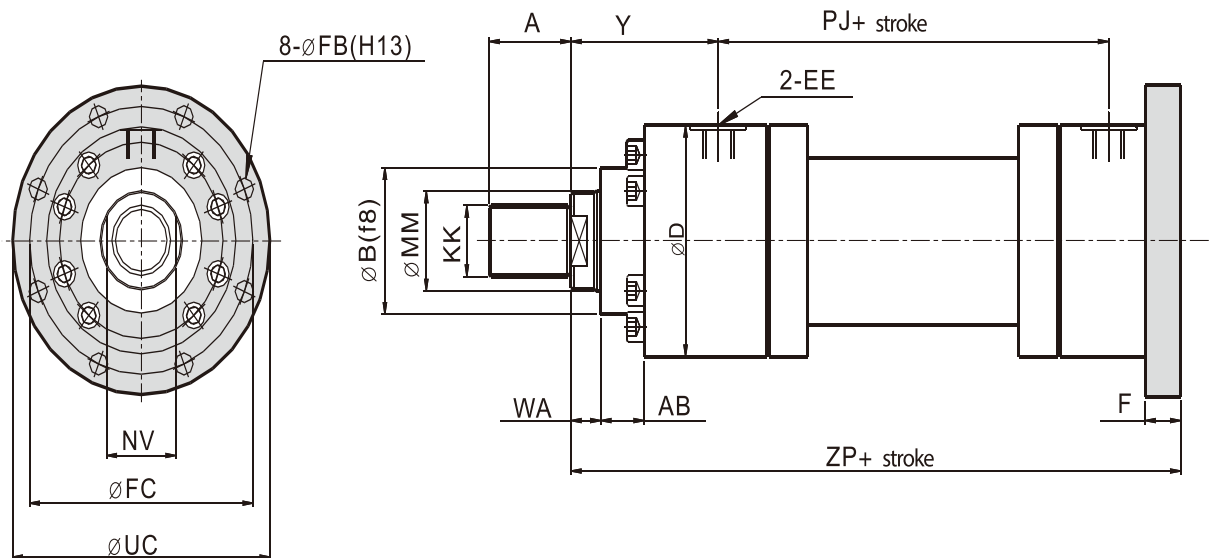 A
Y
PJ+ stroke
8-⌀FB(H13)
2-EE
⌀B(f8)
⌀MM
KK
⌀D
WA
AB
F
NV
ZP+ stroke
⌀FC
⌀UC